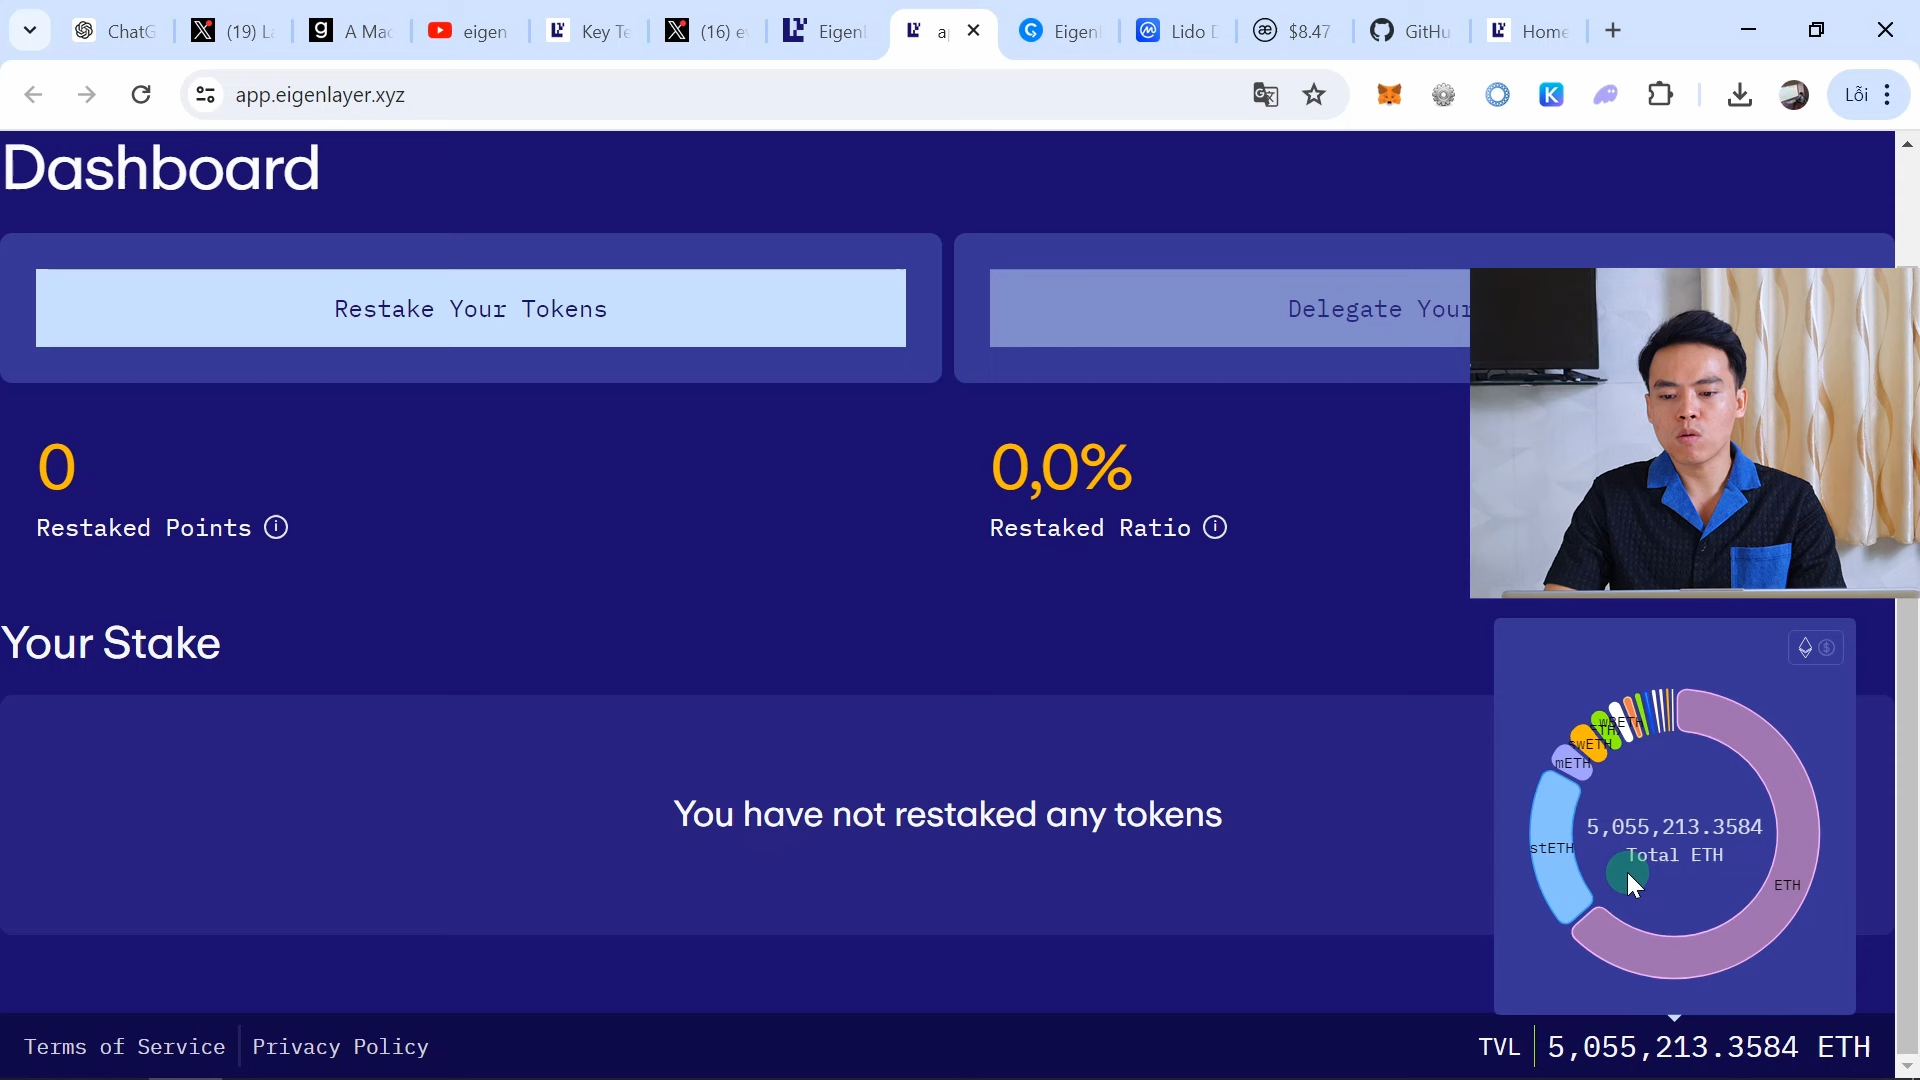 ChatG
(19) L
A Mac
eigen
Key Te
(16) e
Eigen
a
Eigen
Lido D
$8.47
GitHu
Home
app.eigenlayer.xyz
Lỗi
Dashboard
Restake Your Tokens
Delegate Your
0
Restaked Points
0,0%
Restaked Ratio
Your Stake
You have not restaked any tokens
wBETH
swETH
mETH
stETH
5,055,213.3584
Total ETH
ETH
Terms of Service
Privacy Policy
TVL
5,055,213.3584 ETH